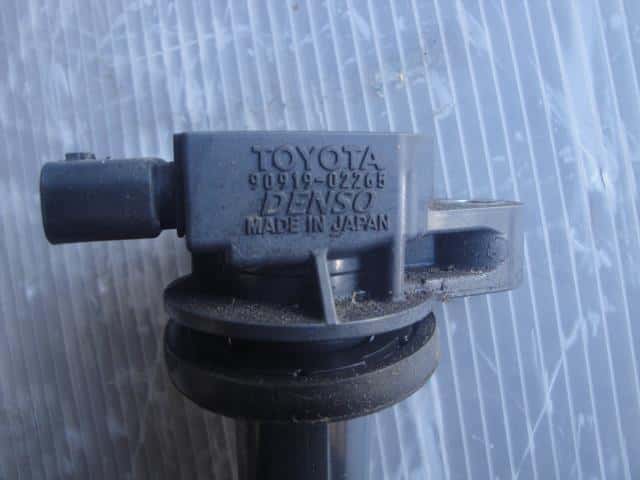 TOYOTA
90919-02265
DENSO
MADE IN JAPAN